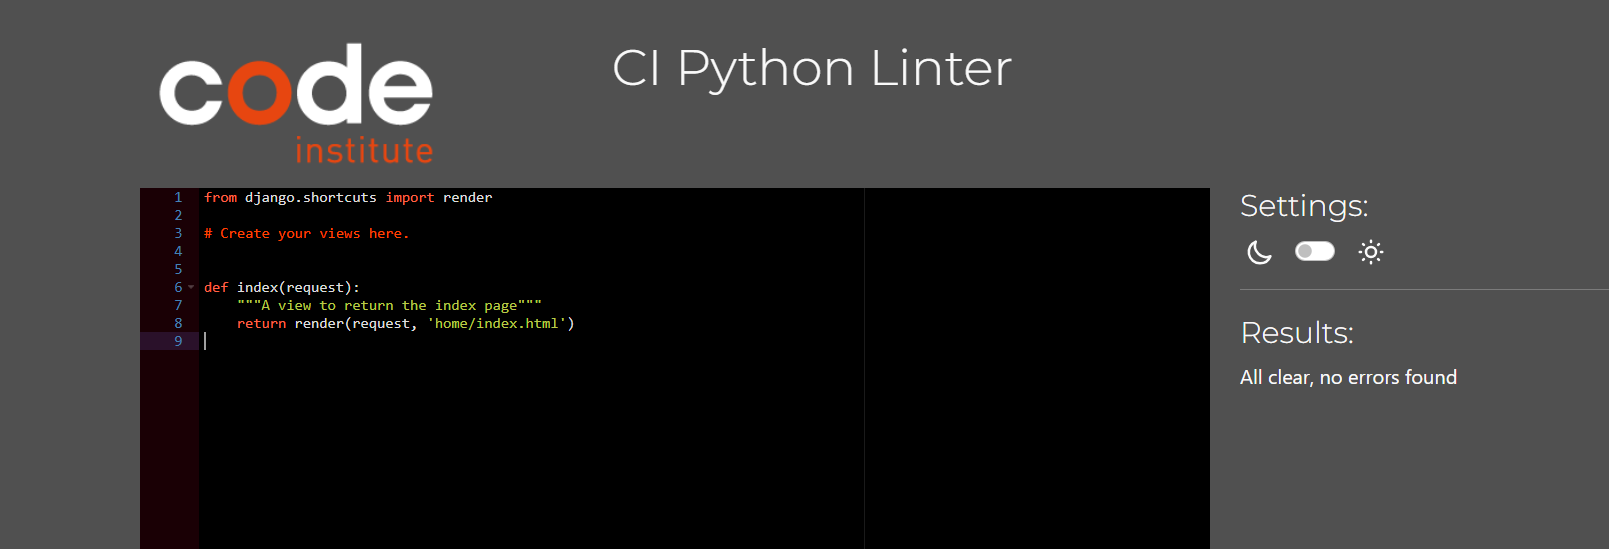 code
institute
CI Python Linter
1 from django.shortcuts import render
2
3 # Create your views here.
4
5
6 def index(request):
7     """A view to return the index page"""
8     return render(request, 'home/index.html')
9
Settings:
Results:
All clear, no errors found